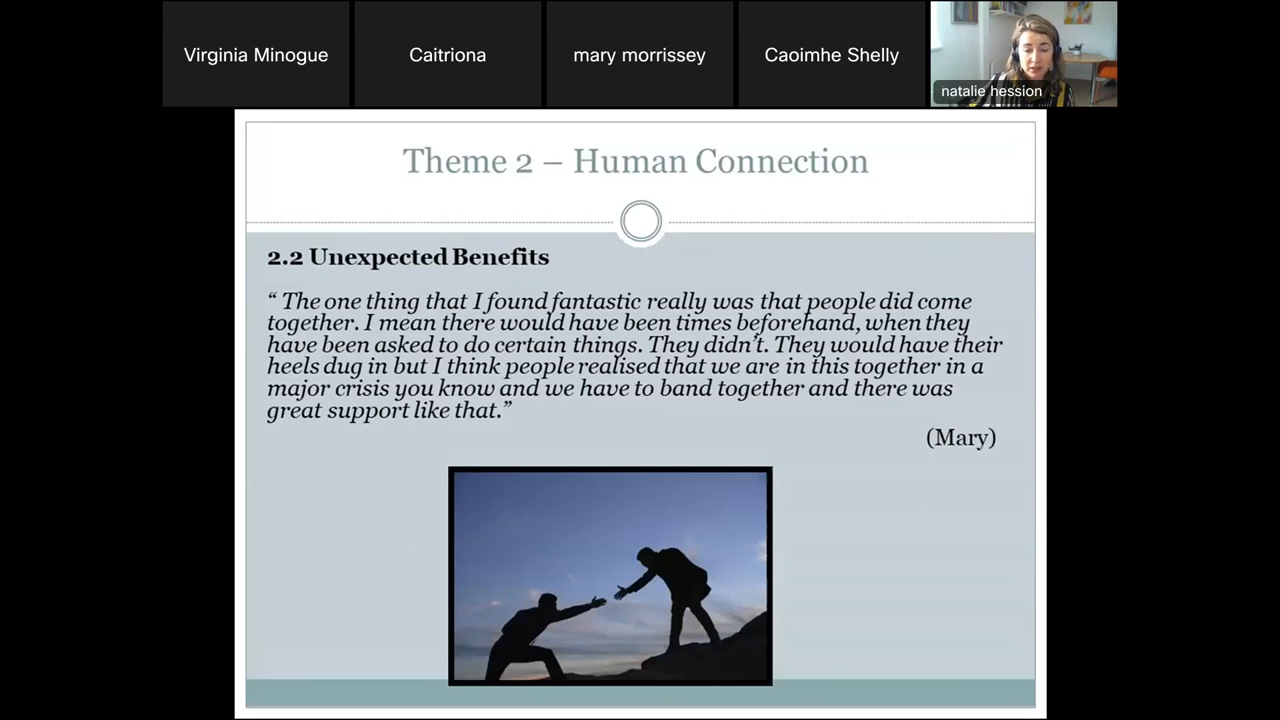 Virginia Minogue
Caitriona
mary morrissey
Caoimhe Shelly
natalie hession
Theme 2 – Human Connection
2.2 Unexpected Benefits
“ The one thing that I found fantastic really was that people did come
together. I mean there would have been times beforehand, when they
have been asked to do certain things. They didn’t. They would have their
heels dug in but I think people realised that we are in this together in a
major crisis you know and we have to band together and there was
great support like that.”
(Mary)